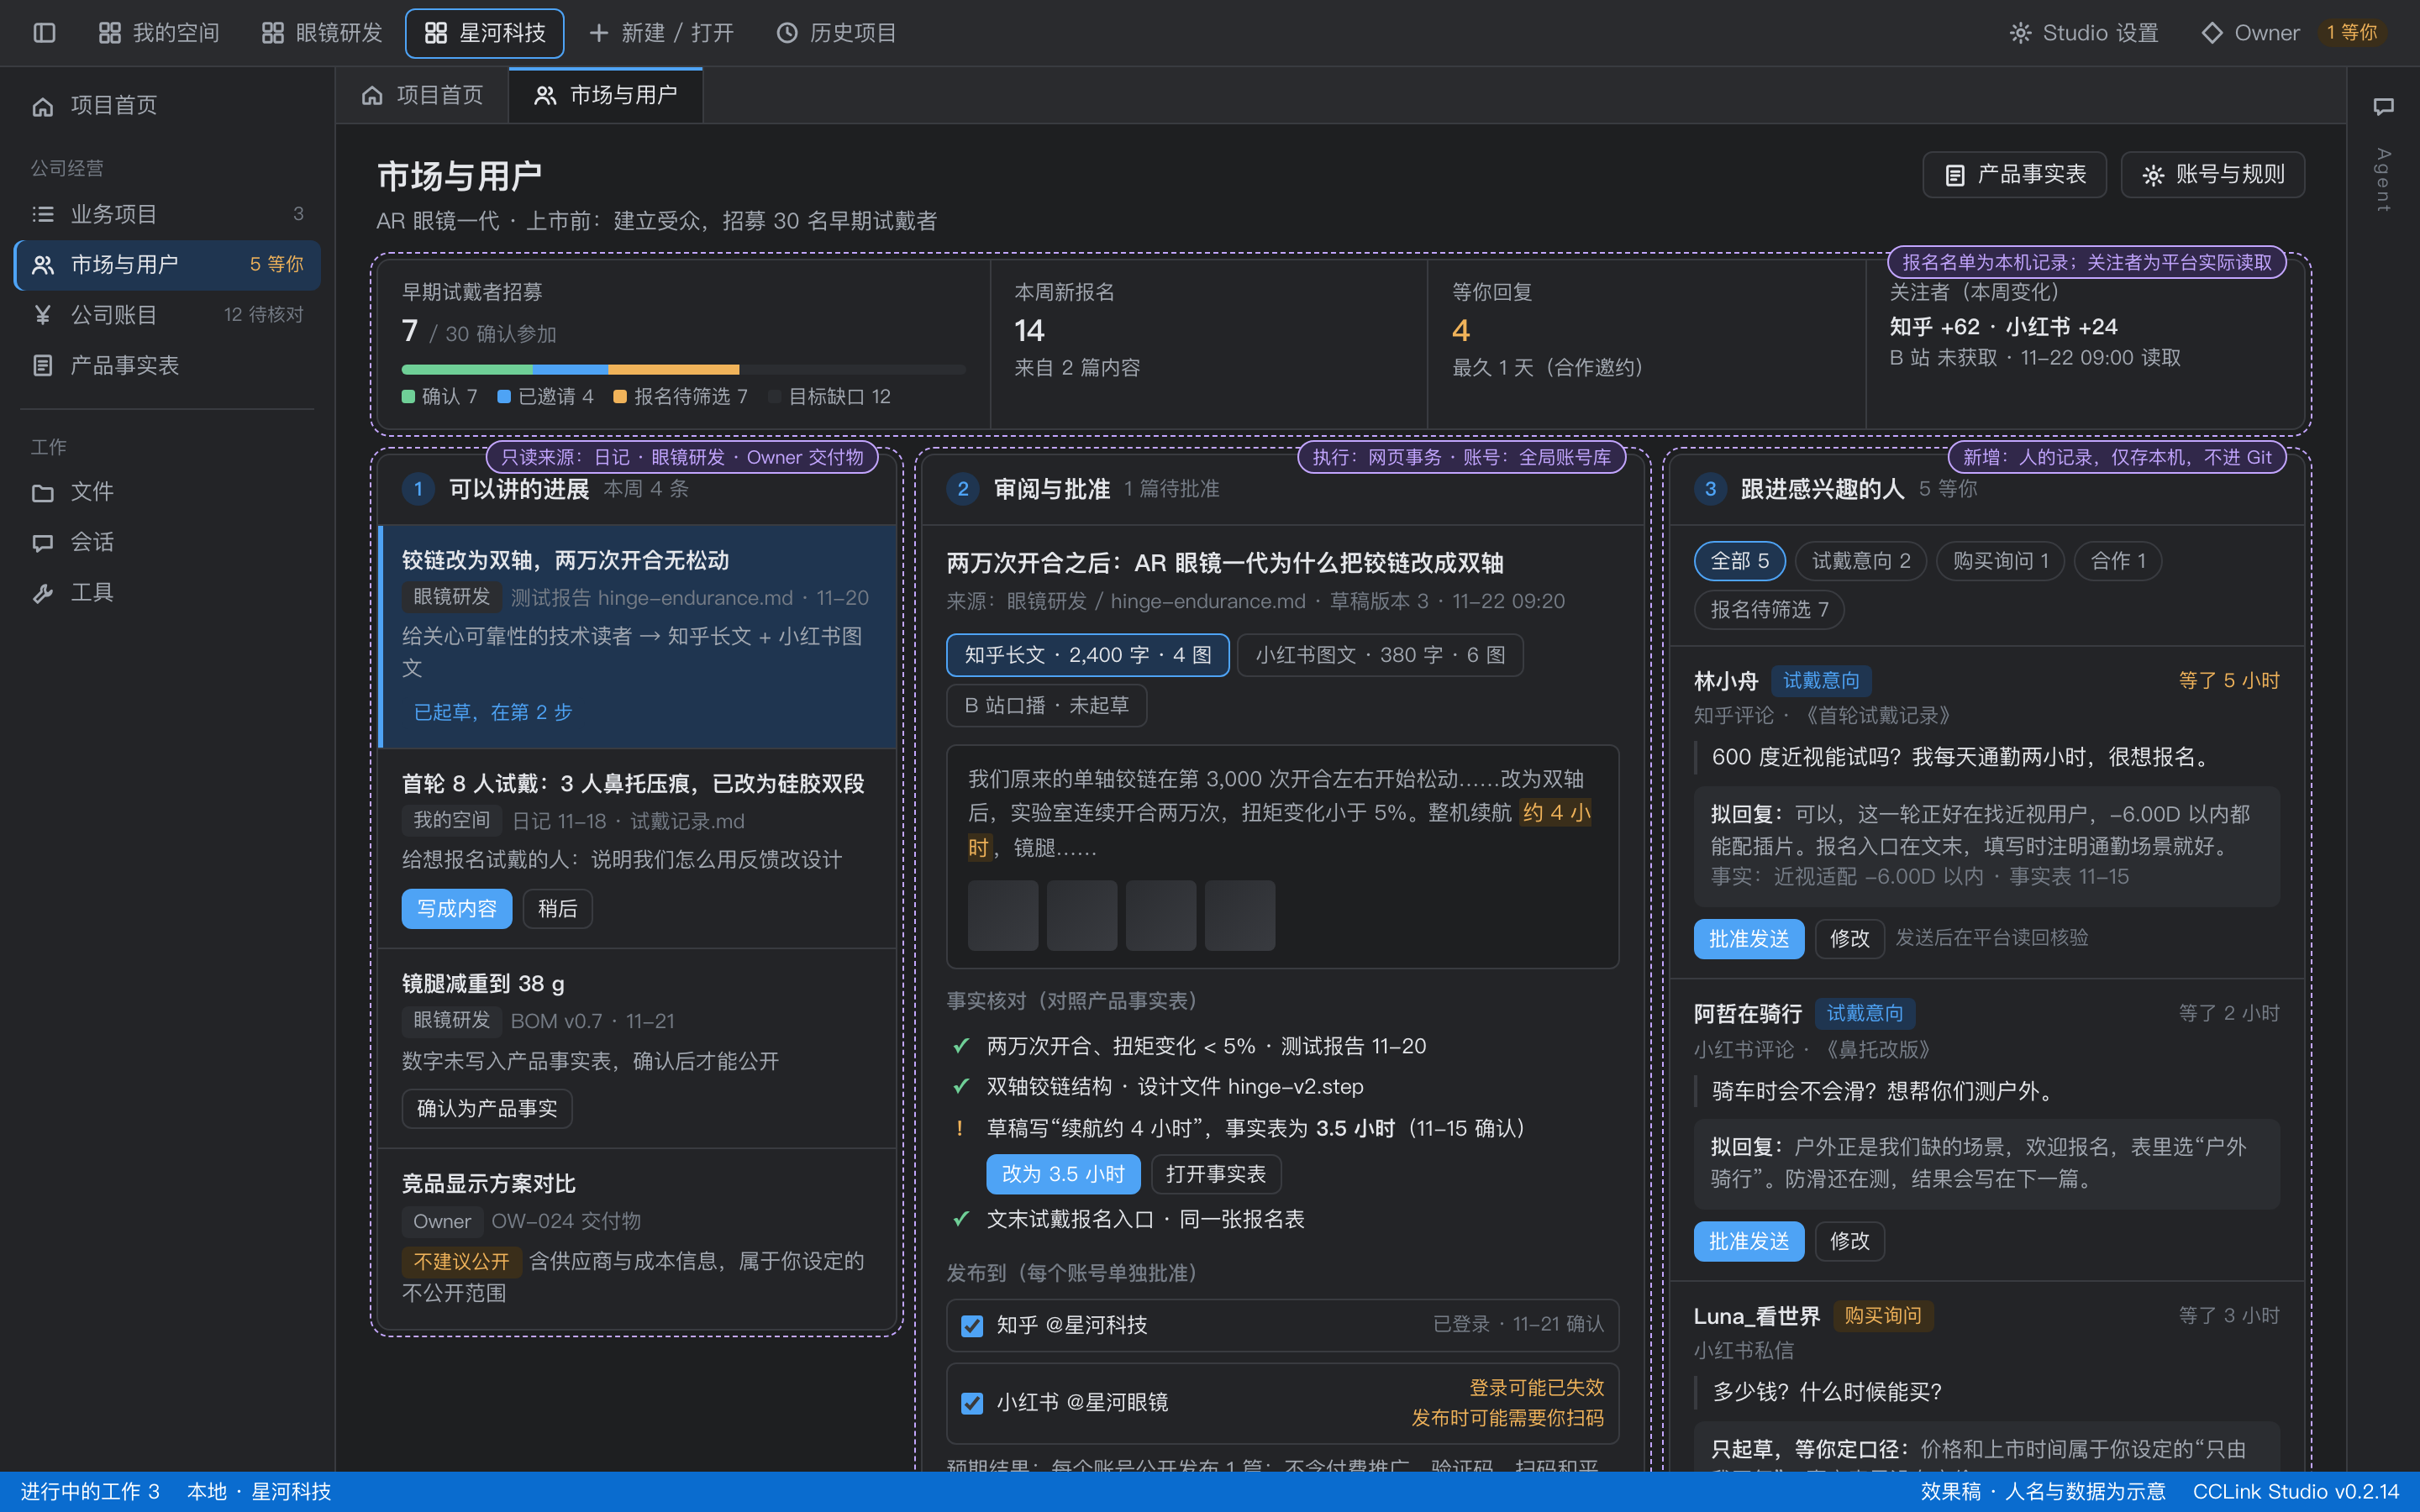 我的空间
眼镜研发
星河科技
新建 / 打开
历史项目
Studio 设置
Owner
1 等你
项目首页
公司经营
业务项目 3
市场与用户 5 等你
公司账目 12 待核对
产品事实表
工作
文件
会话
工具
项目首页
市场与用户
Agent
市场与用户
AR 眼镜一代 · 上市前：建立受众，招募 30 名早期试戴者
产品事实表
账号与规则
报名名单为本机记录；关注者为平台实际读取
早期试戴者招募
7 / 30 确认参加
确认 7 已邀请 4 报名待筛选 7 目标缺口 12
本周新报名
14
来自 2 篇内容
等你回复
4
最久 1 天（合作邀约）
关注者（本周变化）
知乎 +62 · 小红书 +24
B 站 未获取 · 11-22 09:00 读取
只读来源：日记 · 眼镜研发 · Owner 交付物
1 可以讲的进展 本周 4 条
铰链改为双轴，两万次开合无松动
眼镜研发 测试报告 hinge-endurance.md · 11-20
给关心可靠性的技术读者 → 知乎长文 + 小红书图
文
已起草，在第 2 步
首轮 8 人试戴：3 人鼻托压痕，已改为硅胶双段
我的空间 日记 11-18 · 试戴记录.md
给想报名试戴的人：说明我们怎么用反馈改设计
写成内容 稍后
镜腿减重到 38 g
眼镜研发 BOM v0.7 · 11-21
数字未写入产品事实表，确认后才能公开
确认为产品事实
竞品显示方案对比
Owner OW-024 交付物
不建议公开 含供应商与成本信息，属于你设定的
不公开范围
执行：网页事务 · 账号：全局账号库
2 审阅与批准 1 篇待批准
两万次开合之后：AR 眼镜一代为什么把铰链改成双轴
来源：眼镜研发 / hinge-endurance.md · 草稿版本 3 · 11-22 09:20
知乎长文 · 2,400 字 · 4 图
小红书图文 · 380 字 · 6 图
B 站口播 · 未起草
我们原来的单轴铰链在第 3,000 次开合左右开始松动……改为双轴
后，实验室连续开合两万次，扭矩变化小于 5%。整机续航 约 4 小
时，镜腿……
事实核对（对照产品事实表）
✓ 两万次开合、扭矩变化 < 5% · 测试报告 11-20
✓ 双轴铰链结构 · 设计文件 hinge-v2.step
! 草稿写“续航约 4 小时”，事实表为 3.5 小时（11-15 确认）
改为 3.5 小时 打开事实表
✓ 文末试戴报名入口 · 同一张报名表
发布到（每个账号单独批准）
知乎 @星河科技 已登录 · 11-21 确认
小红书 @星河眼镜 登录可能已失效
发布时可能需要你扫码
预期结果：每个账号公开发布 1 篇；不含付费推广。验证码、扫码和平
新增：人的记录，仅存本机，不进 Git
3 跟进感兴趣的人 5 等你
全部 5
试戴意向 2
购买询问 1
合作 1
报名待筛选 7
林小舟 试戴意向 等了 5 小时
知乎评论 · 《首轮试戴记录》
600 度近视能试吗？我每天通勤两小时，很想报名。
拟回复：可以，这一轮正好在找近视用户，-6.00D 以内都
能配插片。报名入口在文末，填写时注明通勤场景就好。
事实：近视适配 -6.00D 以内 · 事实表 11-15
批准发送 修改 发送后在平台读回核验
阿哲在骑行 试戴意向 等了 2 小时
小红书评论 · 《鼻托改版》
骑车时会不会滑？想帮你们测户外。
拟回复：户外正是我们缺的场景，欢迎报名，表里选“户外
骑行”。防滑还在测，结果会写在下一篇。
批准发送 修改
Luna_看世界 购买询问 等了 3 小时
小红书私信
多少钱？什么时候能买？
只起草，等你定口径：价格和上市时间属于你设定的“只由
进行中的工作 3 本地 · 星河科技
效果稿 · 人名与数据为示意 CCLink Studio v0.2.14